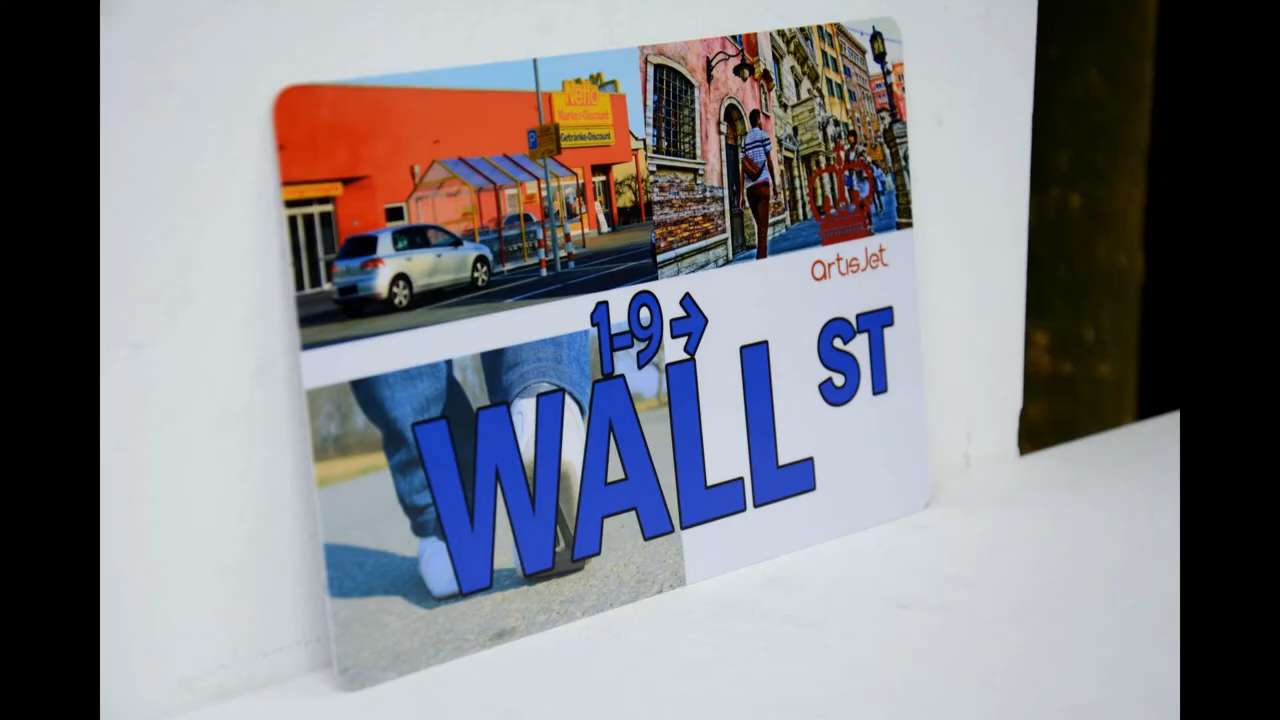 Netto
Marken-Discount
Getränke-Discount
P
artisJet
1-9→
WALL ST